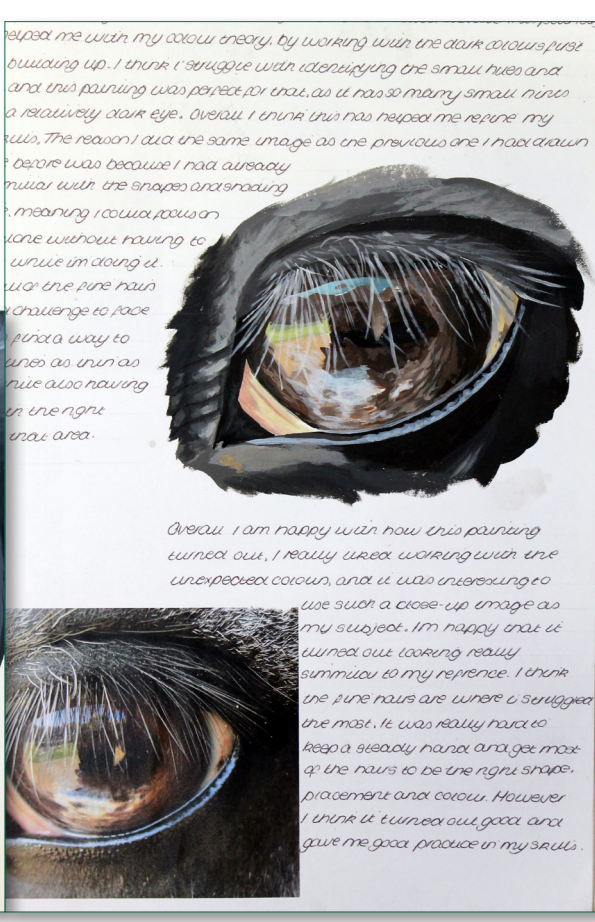 helped me with my colour theory. by working with the dark colours first
building up. I think i struggle with identifying the small hues and
and this painting was perfect for that, as it has so many small hints
a relatively dark eye. Overall I think this has helped me refine my
skills. The reason I did the same image as the previous one I had drawn
before was because I had already
similar with the shapes and shading
. meaning I could focus on
tone without having to
while im doing it.
the fine hairs
challenge to face
find a way to
lines as thin as
also having
in the right
that area.
Overall I am happy with how this painting
turned out. I really liked working with the
unexpected colours, and it was interesting to
use such a close-up image as
my subject. Im happy that it
turned out looking really
simmilar to my refrence. I think
the fine hairs are where i struggled
the most. It was really hard to
keep a steady hand and get most
of the hairs to be the right shape.
placement and colour. However
I think it turned out good and
gave me good practice in my skills.